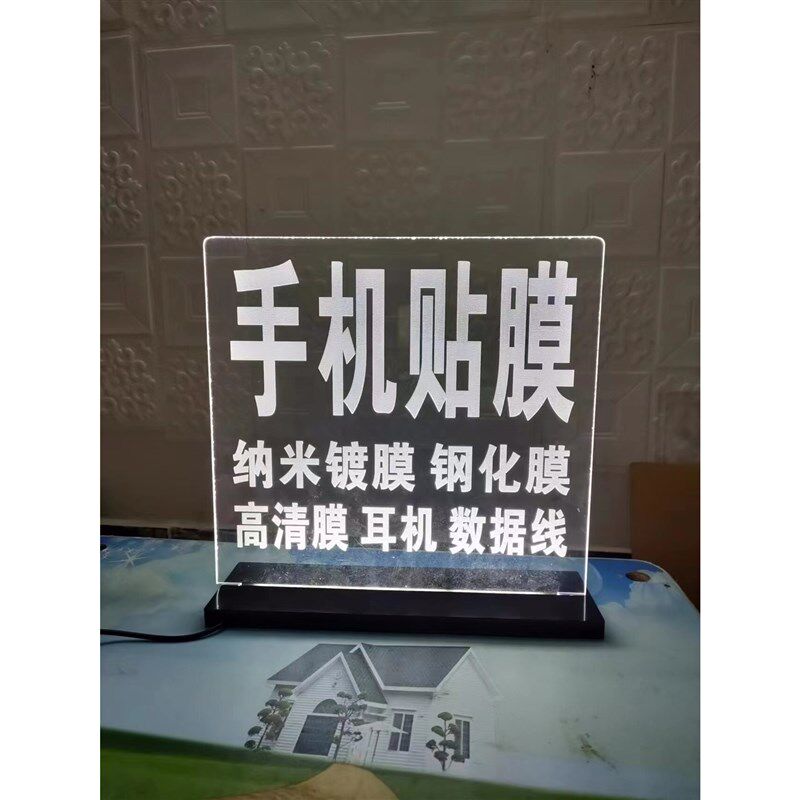 手机贴膜
纳米镀膜 钢化膜
高清膜 耳机 数据线